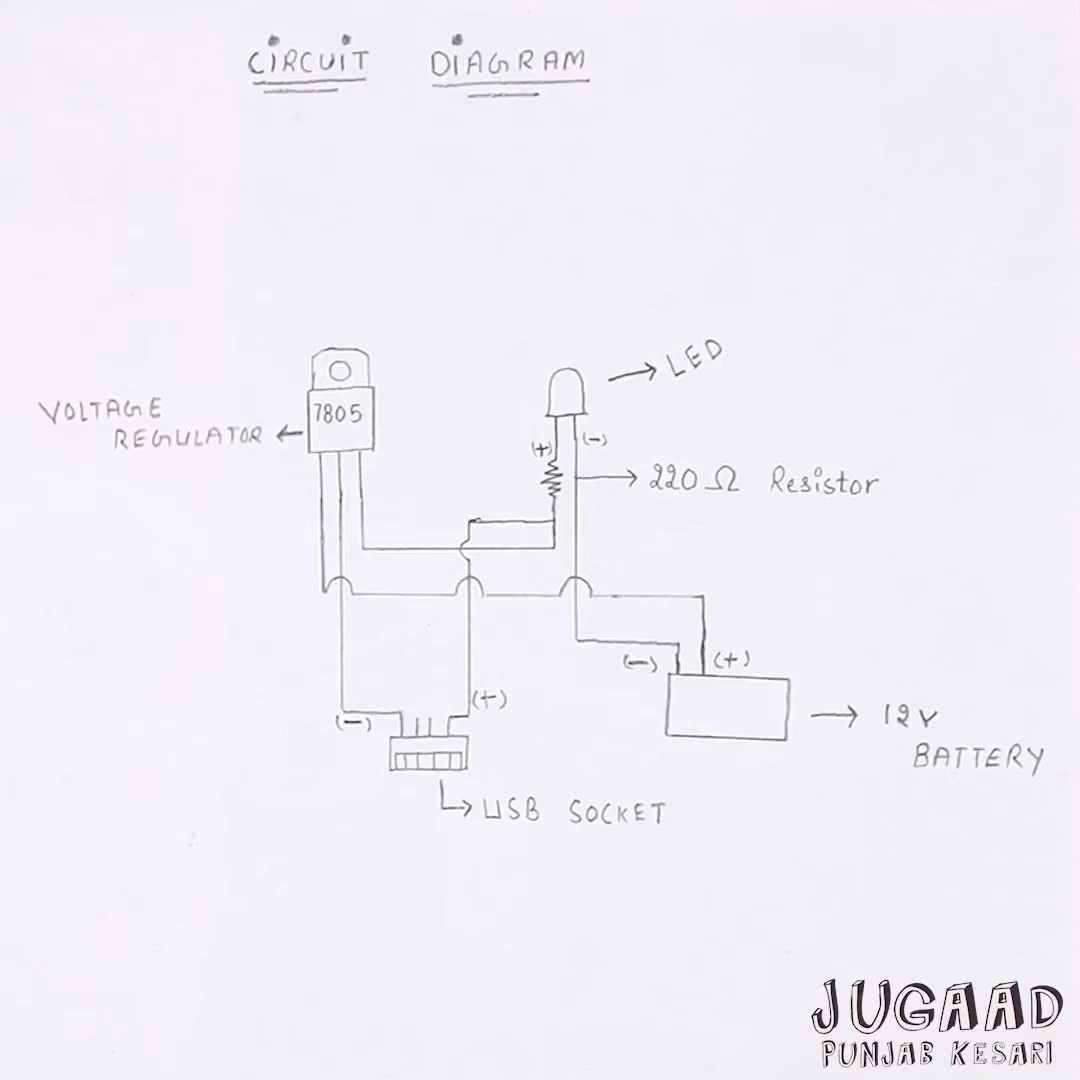 CIRCUIT DIAGRAM
LED
VOLTAGE
REGULATOR
7805
(+) (-)
220 Ω Resistor
(-) (+)
(-) (+)
12V
BATTERY
USB SOCKET
JUGAAD
PUNJAB KESARI